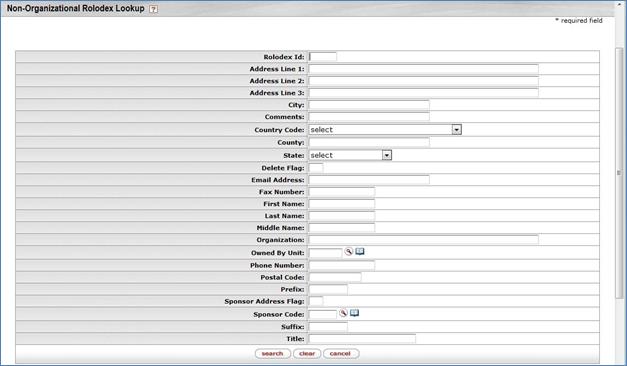 Non-Organizational Rolodex Lookup ?
* required field
Rolodex Id:
Address Line 1:
Address Line 2:
Address Line 3:
City:
Comments:
Country Code: select
County:
State: select
Delete Flag:
Email Address:
Fax Number:
First Name:
Last Name:
Middle Name:
Organization:
Owned By Unit:
Phone Number:
Postal Code:
Prefix:
Sponsor Address Flag:
Sponsor Code:
Suffix:
Title:
search clear cancel